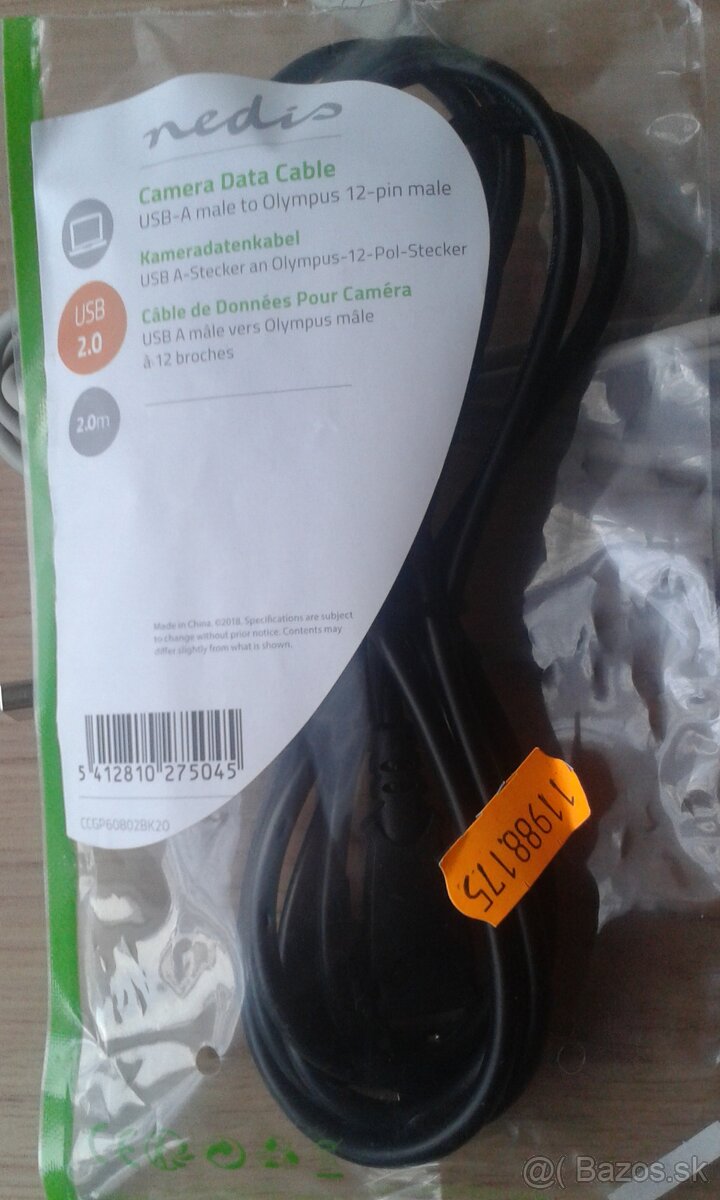 nedis
Camera Data Cable
USB-A male to Olympus 12-pin male
Kameradatenkabel
USB A-Stecker an Olympus-12-Pol-Stecker
Câble de Données Pour Caméra
USB A mâle vers Olympus mâle
à 12 broches
USB
2.0
2.0m
Made in China. ©2018. Specifications are subject
to change without prior notice. Contents may
differ slightly from what is shown.
5 412810 275045
CCGP60802BK20
11988.175
CE
@( Bazos.sk